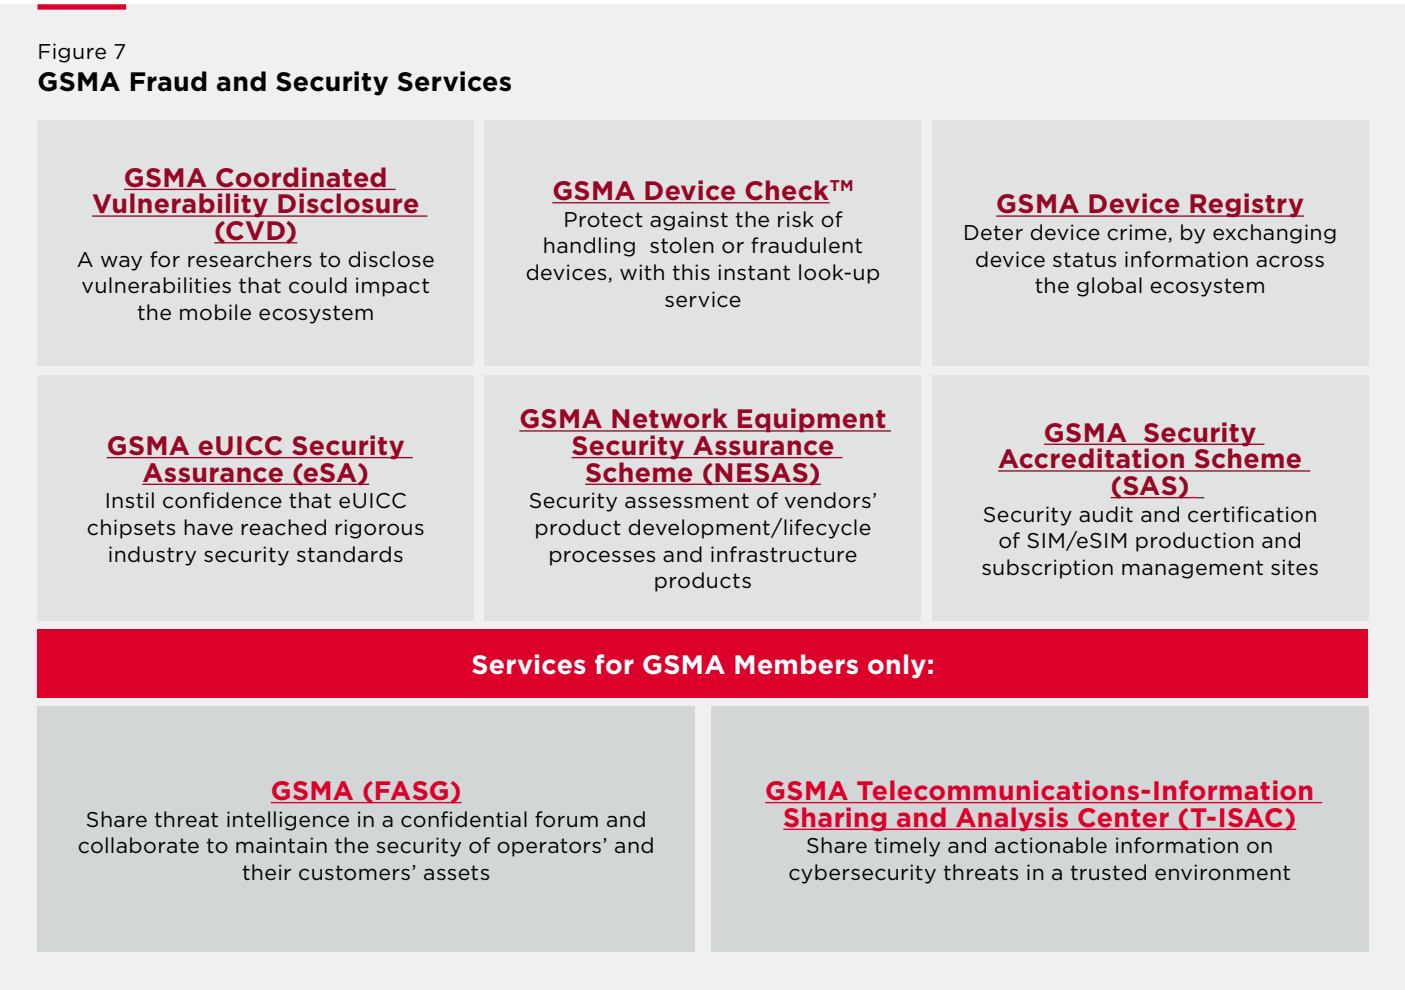 Figure 7
GSMA Fraud and Security Services
GSMA Coordinated
Vulnerability Disclosure
(CVD)
A way for researchers to disclose
vulnerabilities that could impact
the mobile ecosystem
GSMA Device Check™
Protect against the risk of
handling stolen or fraudulent
devices, with this instant look-up
service
GSMA Device Registry
Deter device crime, by exchanging
device status information across
the global ecosystem
GSMA eUICC Security
Assurance (eSA)
Instil confidence that eUICC
chipsets have reached rigorous
industry security standards
GSMA Network Equipment
Security Assurance
Scheme (NESAS)
Security assessment of vendors’
product development/lifecycle
processes and infrastructure
products
GSMA Security
Accreditation Scheme
(SAS)
Security audit and certification
of SIM/eSIM production and
subscription management sites
Services for GSMA Members only:
GSMA (FASG)
Share threat intelligence in a confidential forum and
collaborate to maintain the security of operators’ and
their customers’ assets
GSMA Telecommunications-Information
Sharing and Analysis Center (T-ISAC)
Share timely and actionable information on
cybersecurity threats in a trusted environment